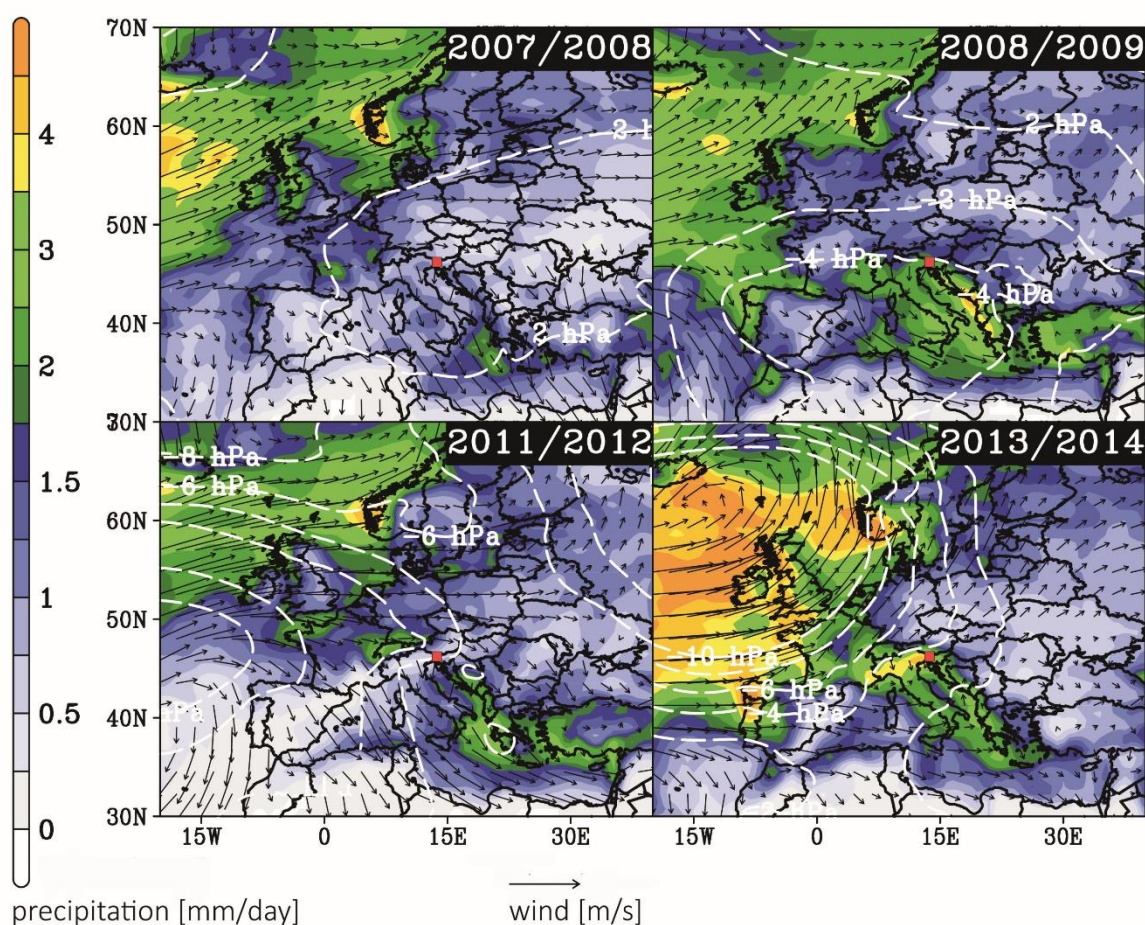 4
3
2
1.5
1
0.5
0
precipitation [mm/day]
70N
60N
50N
40N
2007/2008
2 hPa
2008/2009
2 hPa
-2 hPa
-4 hPa
-4 hPa
30N
60N
50N
40N
30N
2011/2012
-8 hPa
-6 hPa
-6 hPa
hPa
2013/2014
-10 hPa
-6 hPa
-4 hPa
15W 0 15E 30E
15W 0 15E 30E
wind [m/s]